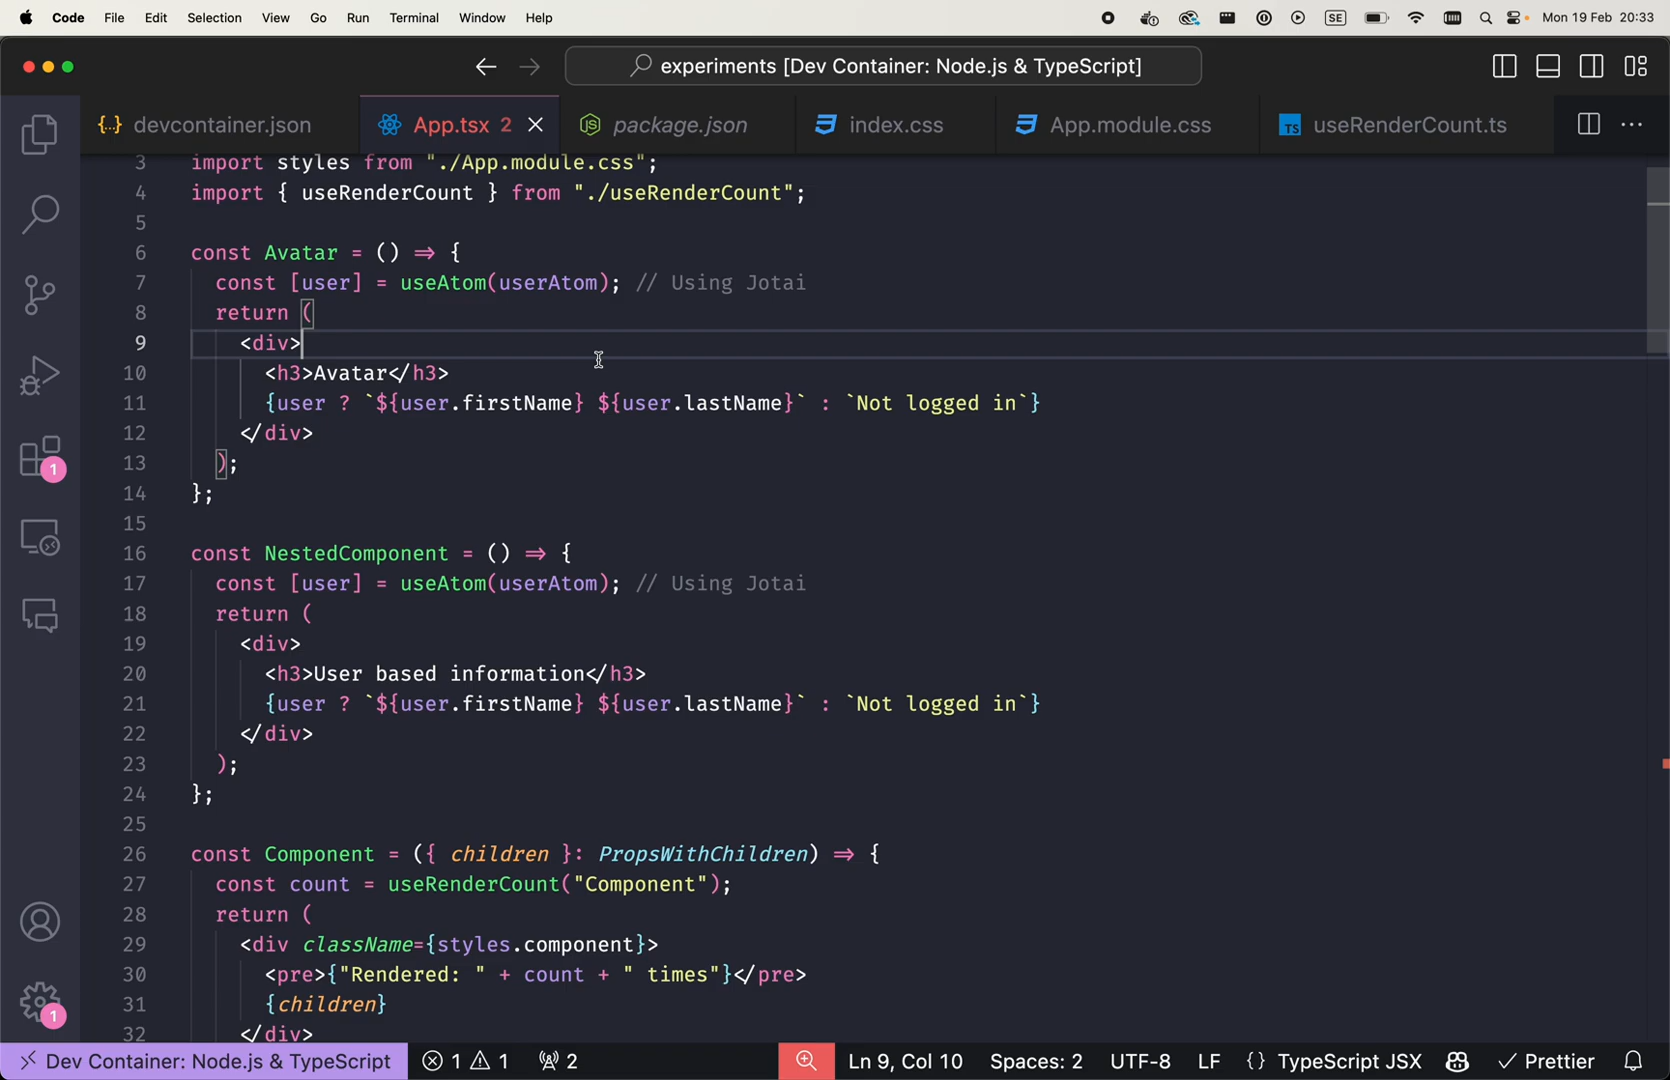 Code File Edit Selection View Go Run Terminal Window Help SE Mon 19 Feb 20:33
experiments [Dev Container: Node.js & TypeScript]
{..} devcontainer.json App.tsx 2 package.json index.css App.module.css TS useRenderCount.ts ...
3 import styles from "./App.module.css";
4 import { useRenderCount } from "./useRenderCount";
5
6 const Avatar = () => {
7 const [user] = useAtom(userAtom); // Using Jotai
8 return (
9 <div>
10 <h3>Avatar</h3>
11 {user ? `${user.firstName} ${user.lastName}` : `Not logged in`}
12 </div>
13 );
14 };
15
16 const NestedComponent = () => {
17 const [user] = useAtom(userAtom); // Using Jotai
18 return (
19 <div>
20 <h3>User based information</h3>
21 {user ? `${user.firstName} ${user.lastName}` : `Not logged in`}
22 </div>
23 );
24 };
25
26 const Component = ({ children }: PropsWithChildren) => {
27 const count = useRenderCount("Component");
28 return (
29 <div className={styles.component}>
30 <pre>{"Rendered: " + count + " times"}</pre>
31 {children}
32 </div>
1
1
Dev Container: Node.js & TypeScript 1 1 2 Ln 9, Col 10 Spaces: 2 UTF-8 LF {} TypeScript JSX Prettier